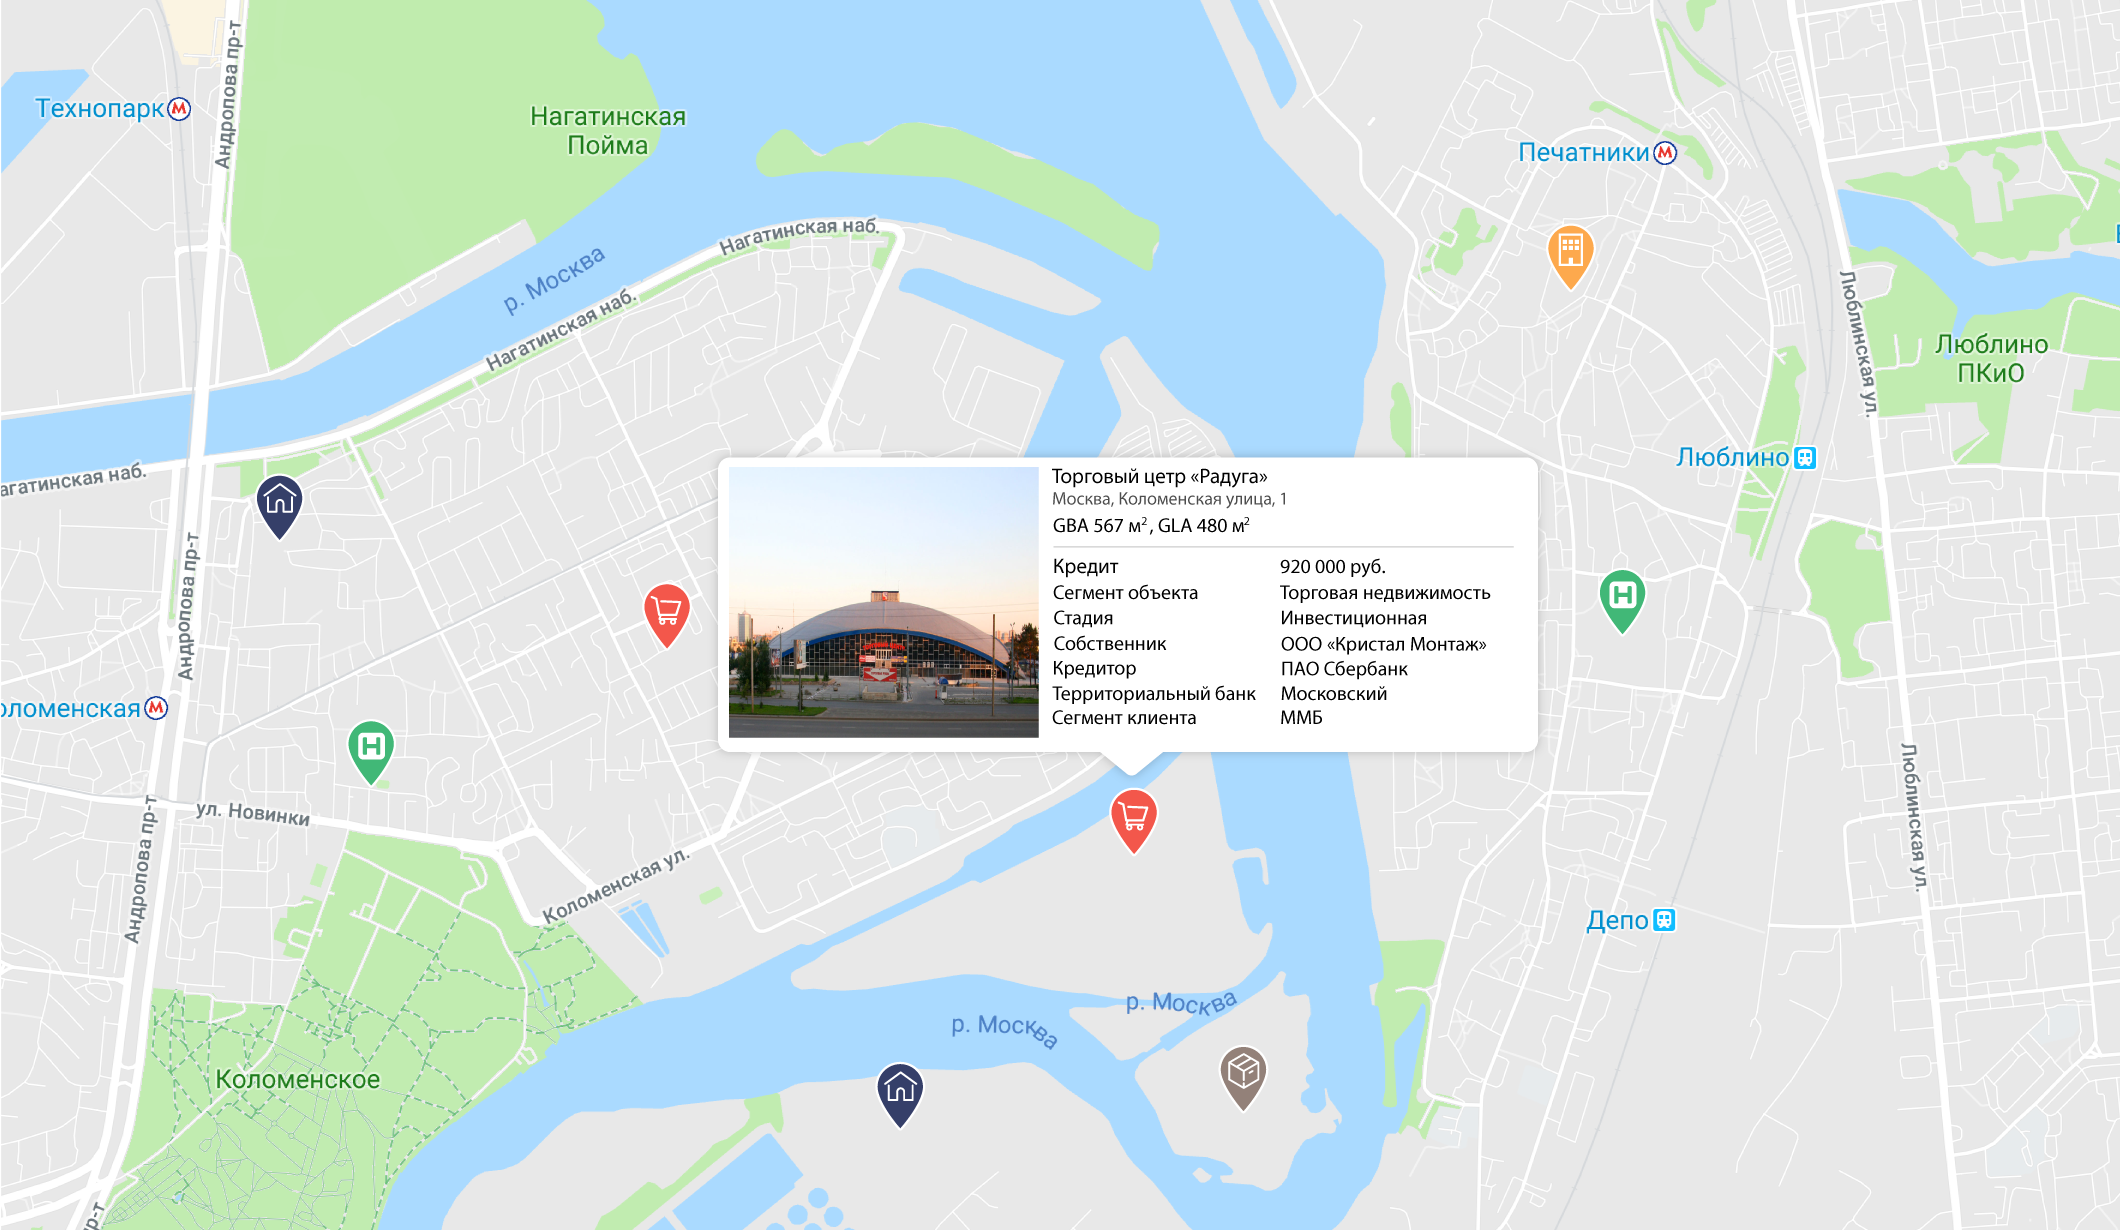 Андропова пр-т
Технопарк
Нагатинская
Пойма
Печатники
р. Москва
Нагатинская наб.
Нагатинская наб.
Люблинская ул.
Люблино
ПКиО
Люблино
агатинская наб.
Торговый цетр «Радуга»
Москва, Коломенская улица, 1
GBA 567 м², GLA 480 м²
Кредит 920 000 руб.
Сегмент объекта Торговая недвижимость
Стадия Инвестиционная
Собственник ООО «Кристал Монтаж»
Кредитор ПАО Сбербанк
Территориальный банк Московский
Сегмент клиента ММБ
Андропова пр-т
оломенская
ул. Новинки
Андропова пр-т
Коломенская ул.
Люблинская ул.
Депо
р. Москва
р. Москва
Коломенское
р-т